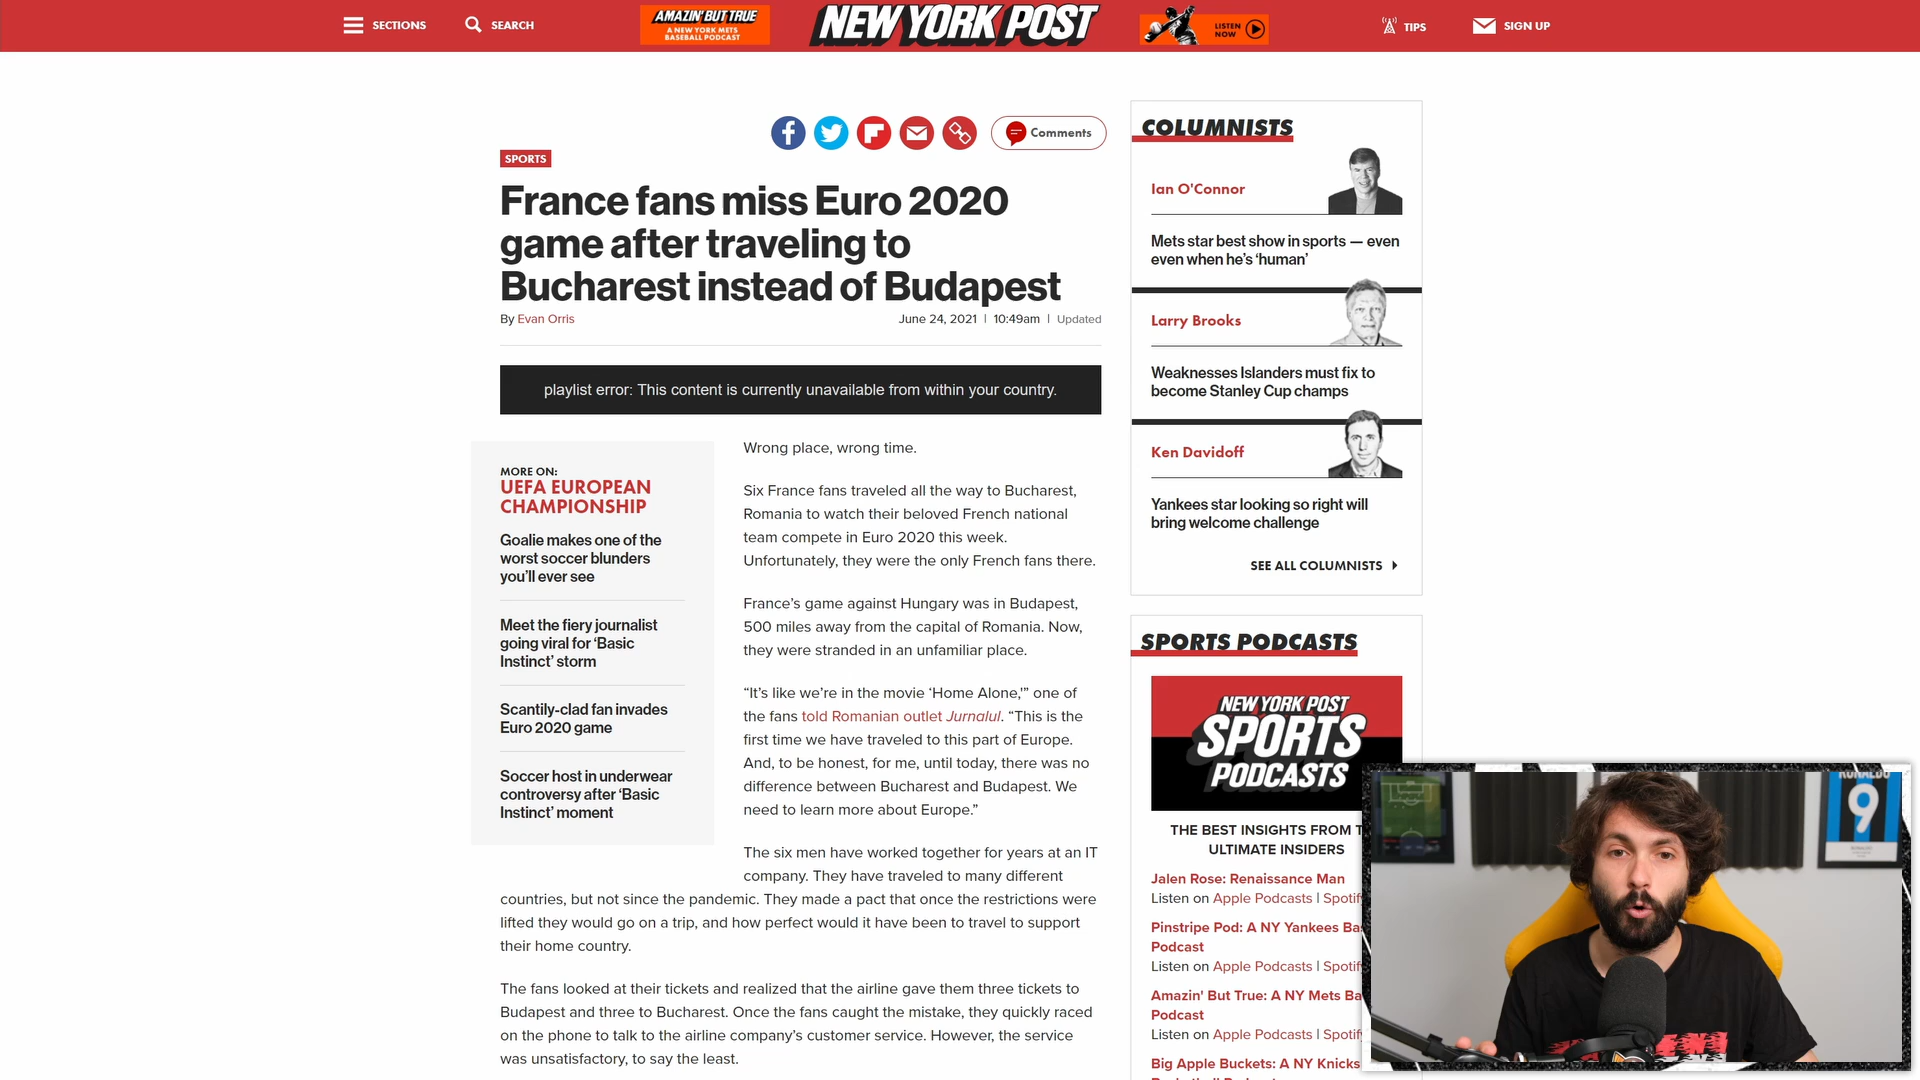 SECTIONS
SEARCH
AMAZIN' BUT TRUE
A NEW YORK METS
BASEBALL PODCAST
NEW YORK POST
LISTEN
NOW
TIPS
SIGN UP
Comments
SPORTS
France fans miss Euro 2020
game after traveling to
Bucharest instead of Budapest
By Evan Orris
June 24, 2021 | 10:49am | Updated
playlist error: This content is currently unavailable from within your country.
MORE ON:
UEFA EUROPEAN
CHAMPIONSHIP
Goalie makes one of the
worst soccer blunders
you'll ever see
Meet the fiery journalist
going viral for ‘Basic
Instinct’ storm
Scantily-clad fan invades
Euro 2020 game
Soccer host in underwear
controversy after ‘Basic
Instinct’ moment
Wrong place, wrong time.
Six France fans traveled all the way to Bucharest,
Romania to watch their beloved French national
team compete in Euro 2020 this week.
Unfortunately, they were the only French fans there.
France’s game against Hungary was in Budapest,
500 miles away from the capital of Romania. Now,
they were stranded in an unfamiliar place.
“It’s like we’re in the movie ‘Home Alone,'” one of
the fans told Romanian outlet Jurnalul. “This is the
first time we have traveled to this part of Europe.
And, to be honest, for me, until today, there was no
difference between Bucharest and Budapest. We
need to learn more about Europe.”
The six men have worked together for years at an IT
company. They have traveled to many different
countries, but not since the pandemic. They made a pact that once the restrictions were
lifted they would go on a trip, and how perfect would it have been to travel to support
their home country.
The fans looked at their tickets and realized that the airline gave them three tickets to
Budapest and three to Bucharest. Once the fans caught the mistake, they quickly raced
on the phone to talk to the airline company’s customer service. However, the service
was unsatisfactory, to say the least.
COLUMNISTS
Ian O'Connor
Mets star best show in sports — even
even when he’s ‘human’
Larry Brooks
Weaknesses Islanders must fix to
become Stanley Cup champs
Ken Davidoff
Yankees star looking so right will
bring welcome challenge
SEE ALL COLUMNISTS
SPORTS PODCASTS
NEW YORK POST
SPORTS
PODCASTS
THE BEST INSIGHTS FROM T
ULTIMATE INSIDERS
Jalen Rose: Renaissance Man
Listen on Apple Podcasts | Spotify
Pinstripe Pod: A NY Yankees Ba
Podcast
Listen on Apple Podcasts | Spotify
Amazin' But True: A NY Mets Ba
Podcast
Listen on Apple Podcasts | Spotify
Big Apple Buckets: A NY Knicks
RONALDO
9